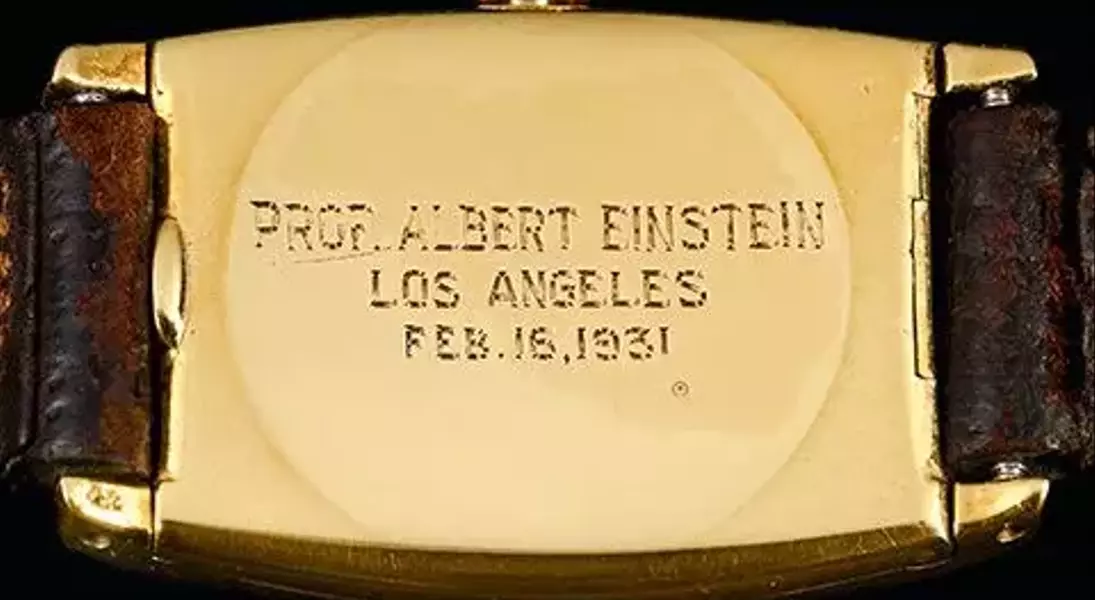 PROF. ALBERT EINSTEIN
LOS ANGELES
FEB. 16, 1931